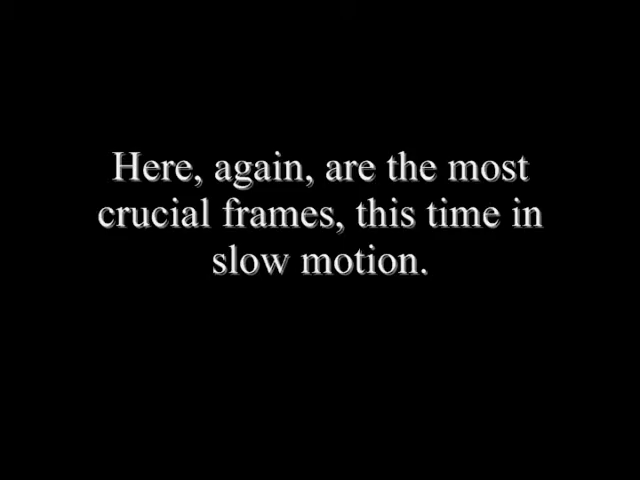 Here, again, are the most
crucial frames, this time in
slow motion.